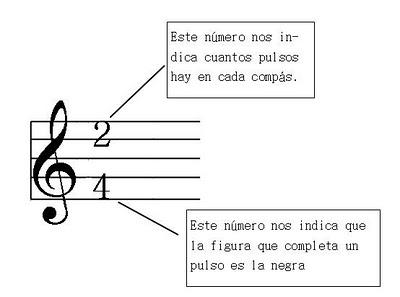 Este número nos in-
dica cuantos pulsos
hay en cada compás.
2
4
Este número nos indica que
la figura que completa un
pulso es la negra